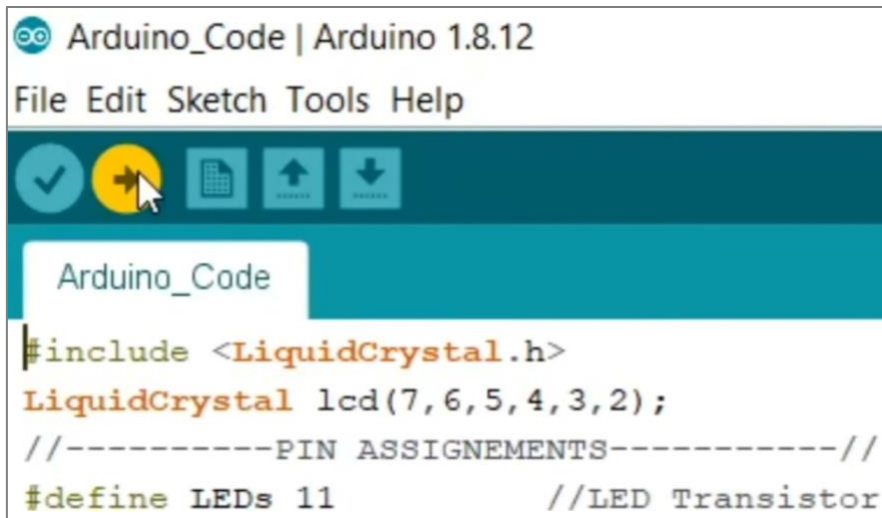 Arduino_Code | Arduino 1.8.12
File Edit Sketch Tools Help
Arduino_Code
#include <LiquidCrystal.h>
LiquidCrystal lcd(7,6,5,4,3,2);
//----------PIN ASSIGNEMENTS-----------//
#define LEDs 11 //LED Transistor